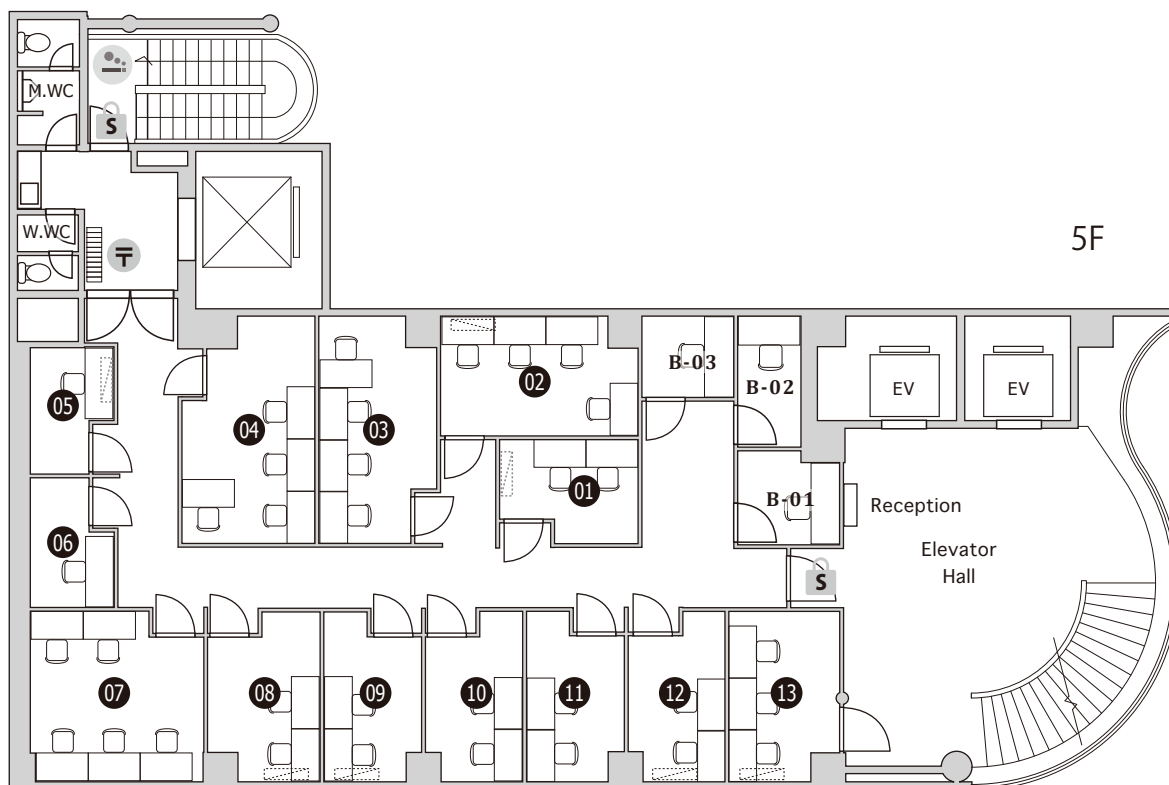 M.WC
S
W.WC
〒
5F
05
04
03
02
B-03
B-02
EV
EV
01
B-01
Reception
Elevator
Hall
06
S
07
08
09
10
11
12
13